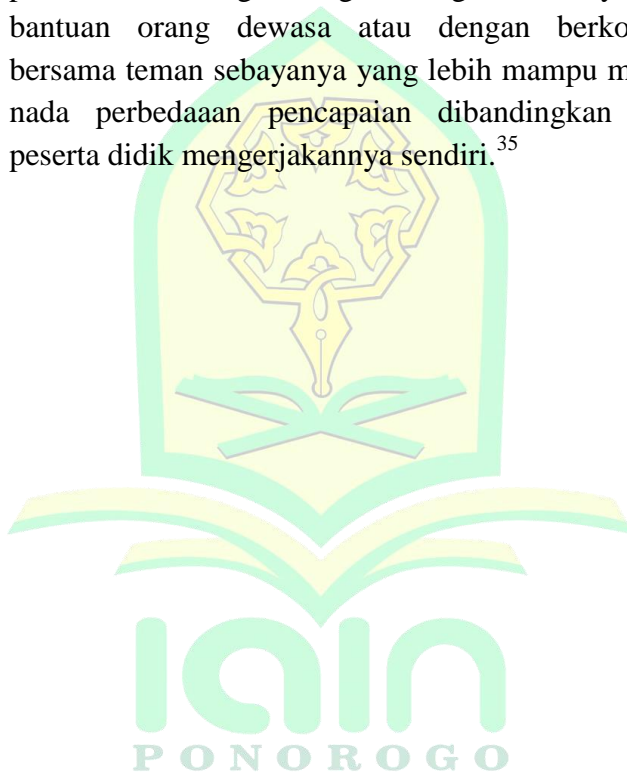 bantuan orang dewasa atau dengan berko
bersama teman sebayanya yang lebih mampu m
nada perbedaaan pencapaian dibandingkan
peserta didik mengerjakannya sendiri.35
iain
PONOROGO